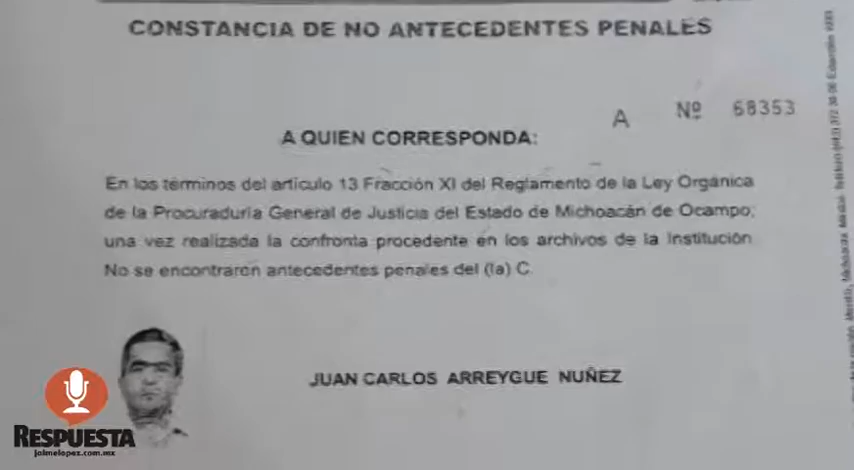 CONSTANCIA DE NO ANTECEDENTES PENALES
A Nº 68353
A QUIEN CORRESPONDA:
En los términos del artículo 13 Fracción XI del Reglamento de la Ley Orgánica
de la Procuraduría General de Justicia del Estado de Michoacán de Ocampo;
una vez realizada la confronta procedente en los archivos de la Institución
No se encontraron antecedentes penales del (la) C.
JUAN CARLOS ARREYGUE NUÑEZ
RESPUESTA
jaimelopez.com.mx